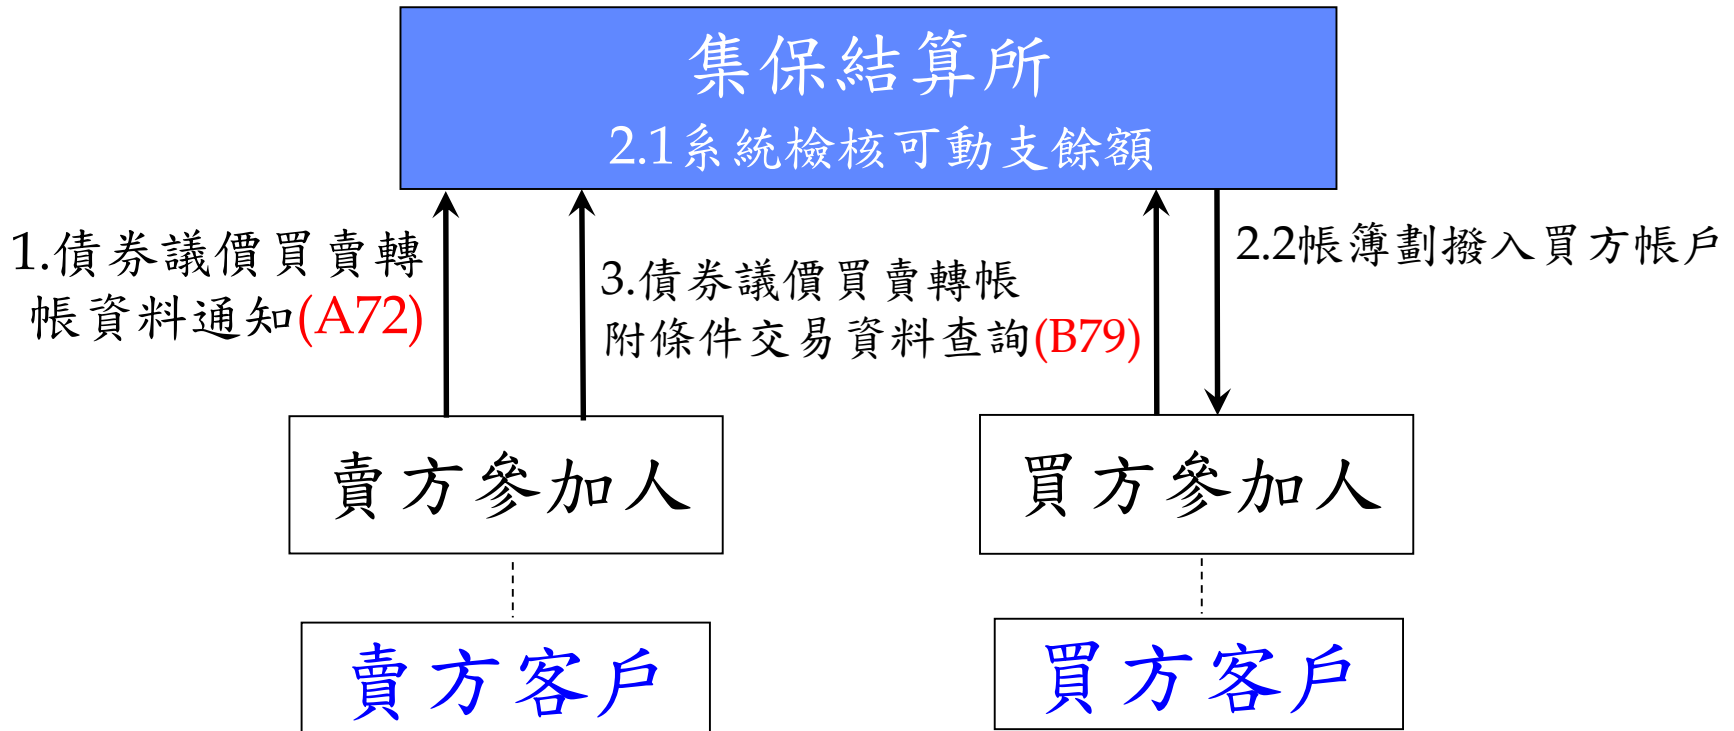 集保結算所
2.1系統檢核可動支餘額
1.債券議價買賣轉
帳資料通知(A72)
3.債券議價買賣轉帳
附條件交易資料查詢(B79)
2.2帳簿劃撥入買方帳戶
賣方參加人
買方參加人
賣方客戶
買方客戶